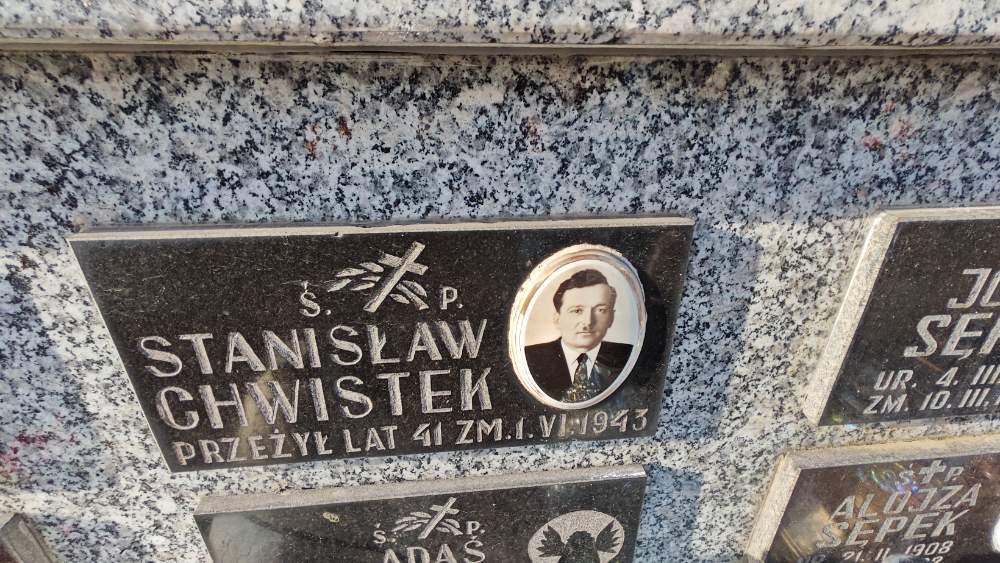 Ś. P.
STANISŁAW
CHWISTEK
PRZEŻYŁ LAT 41 ZM. 1. VI. 1943
Ś. P.
ADAŚ
UR. 4. III
ZM. 10. III.
Ś P.
ALOJZA
SĘPEK
21. II. 1908